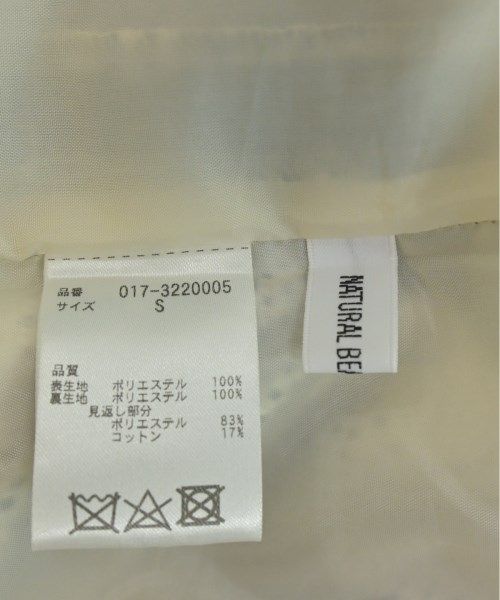 品番 017-3220005
サイズ S
品質
表生地 ポリエステル 100%
裏生地 ポリエステル 100%
見返し部分
ポリエステル 83%
コットン 17%
NATURAL BEA